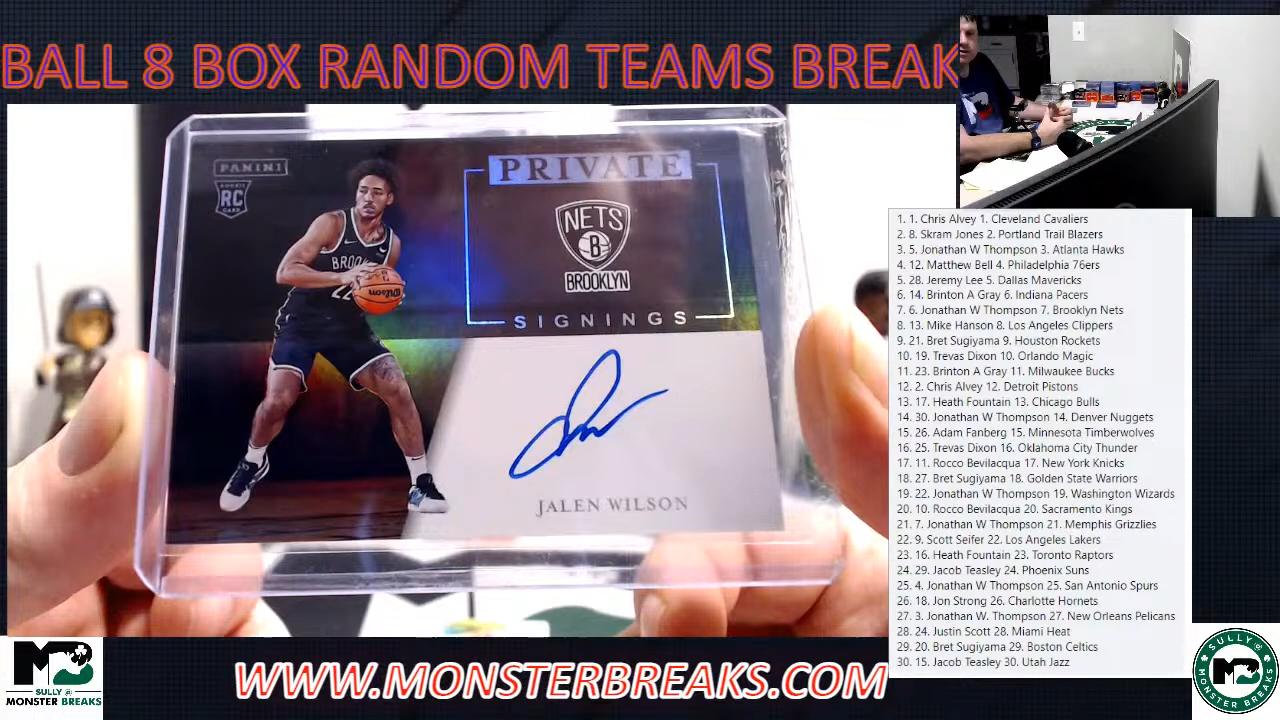 BALL 8 BOX RANDOM TEAMS BREAK
PANINI
ROOKIE
RC
CARD
PRIVATE
NETS
B
BROOKLYN
SIGNINGS
BROOK
22
Wilson
JALEN WILSON
1. 1. Chris Alvey 1. Cleveland Cavaliers
2. 8. Skram Jones 2. Portland Trail Blazers
3. 5. Jonathan W Thompson 3. Atlanta Hawks
4. 12. Matthew Bell 4. Philadelphia 76ers
5. 28. Jeremy Lee 5. Dallas Mavericks
6. 14. Brinton A Gray 6. Indiana Pacers
7. 6. Jonathan W Thompson 7. Brooklyn Nets
8. 13. Mike Hanson 8. Los Angeles Clippers
9. 21. Bret Sugiyama 9. Houston Rockets
10. 19. Trevas Dixon 10. Orlando Magic
11. 23. Brinton A Gray 11. Milwaukee Bucks
12. 2. Chris Alvey 12. Detroit Pistons
13. 17. Heath Fountain 13. Chicago Bulls
14. 30. Jonathan W Thompson 14. Denver Nuggets
15. 26. Adam Fanberg 15. Minnesota Timberwolves
16. 25. Trevas Dixon 16. Oklahoma City Thunder
17. 11. Rocco Bevilacqua 17. New York Knicks
18. 27. Bret Sugiyama 18. Golden State Warriors
19. 22. Jonathan W Thompson 19. Washington Wizards
20. 10. Rocco Bevilacqua 20. Sacramento Kings
21. 7. Jonathan W Thompson 21. Memphis Grizzlies
22. 9. Scott Seifer 22. Los Angeles Lakers
23. 16. Heath Fountain 23. Toronto Raptors
24. 29. Jacob Teasley 24. Phoenix Suns
25. 4. Jonathan W Thompson 25. San Antonio Spurs
26. 18. Jon Strong 26. Charlotte Hornets
27. 3. Jonathan W. Thompson 27. New Orleans Pelicans
28. 24. Justin Scott 28. Miami Heat
29. 20. Bret Sugiyama 29. Boston Celtics
30. 15. Jacob Teasley 30. Utah Jazz
MB
SULLY @
MONSTER BREAKS
WWW.MONSTERBREAKS.COM
SULLY @
MB
MONSTER BREAKS